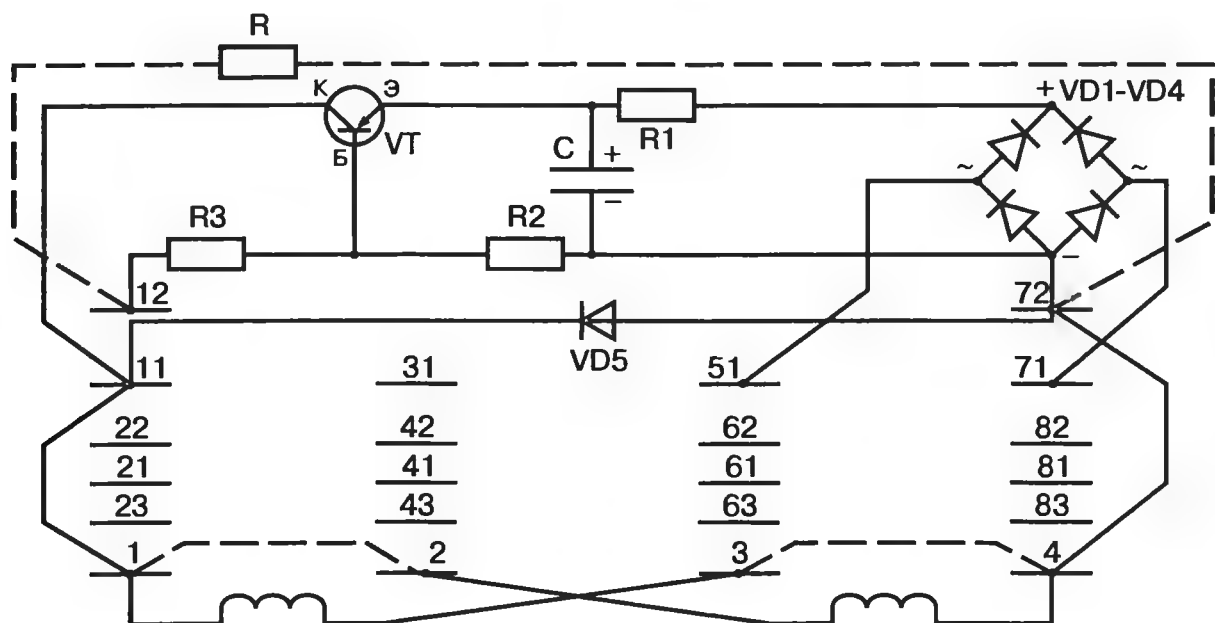 R
К Э
Б VT
R1
+ VD1-VD4
C +
−
~ ~
R3
R2
−
12
72
VD5
11 31 51 71
22 42 62 82
21 41 61 81
23 43 63 83
1 2 3 4